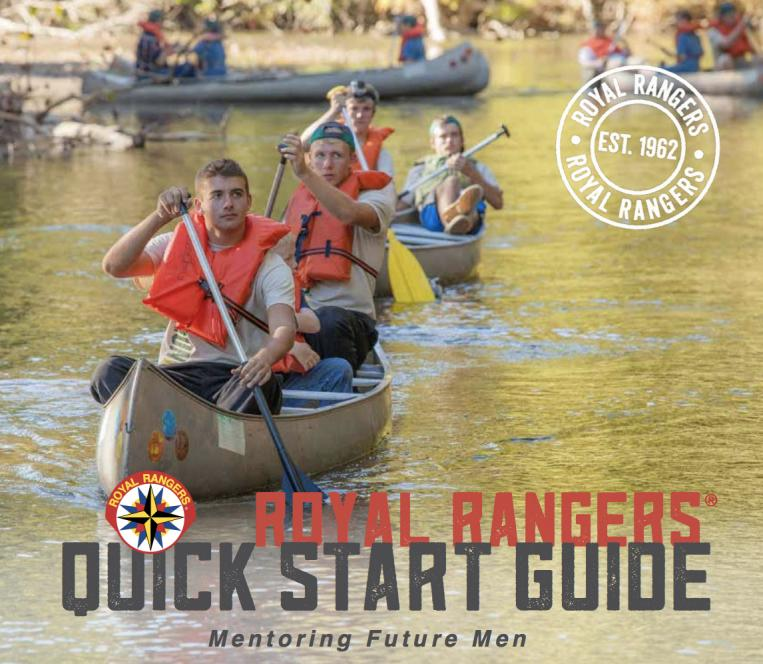 ROYAL RANGERS
EST. 1962
ROYAL RANGERS
ROYAL RANGERS
ROYAL RANGERS®
QUICK START GUIDE
Mentoring Future Men